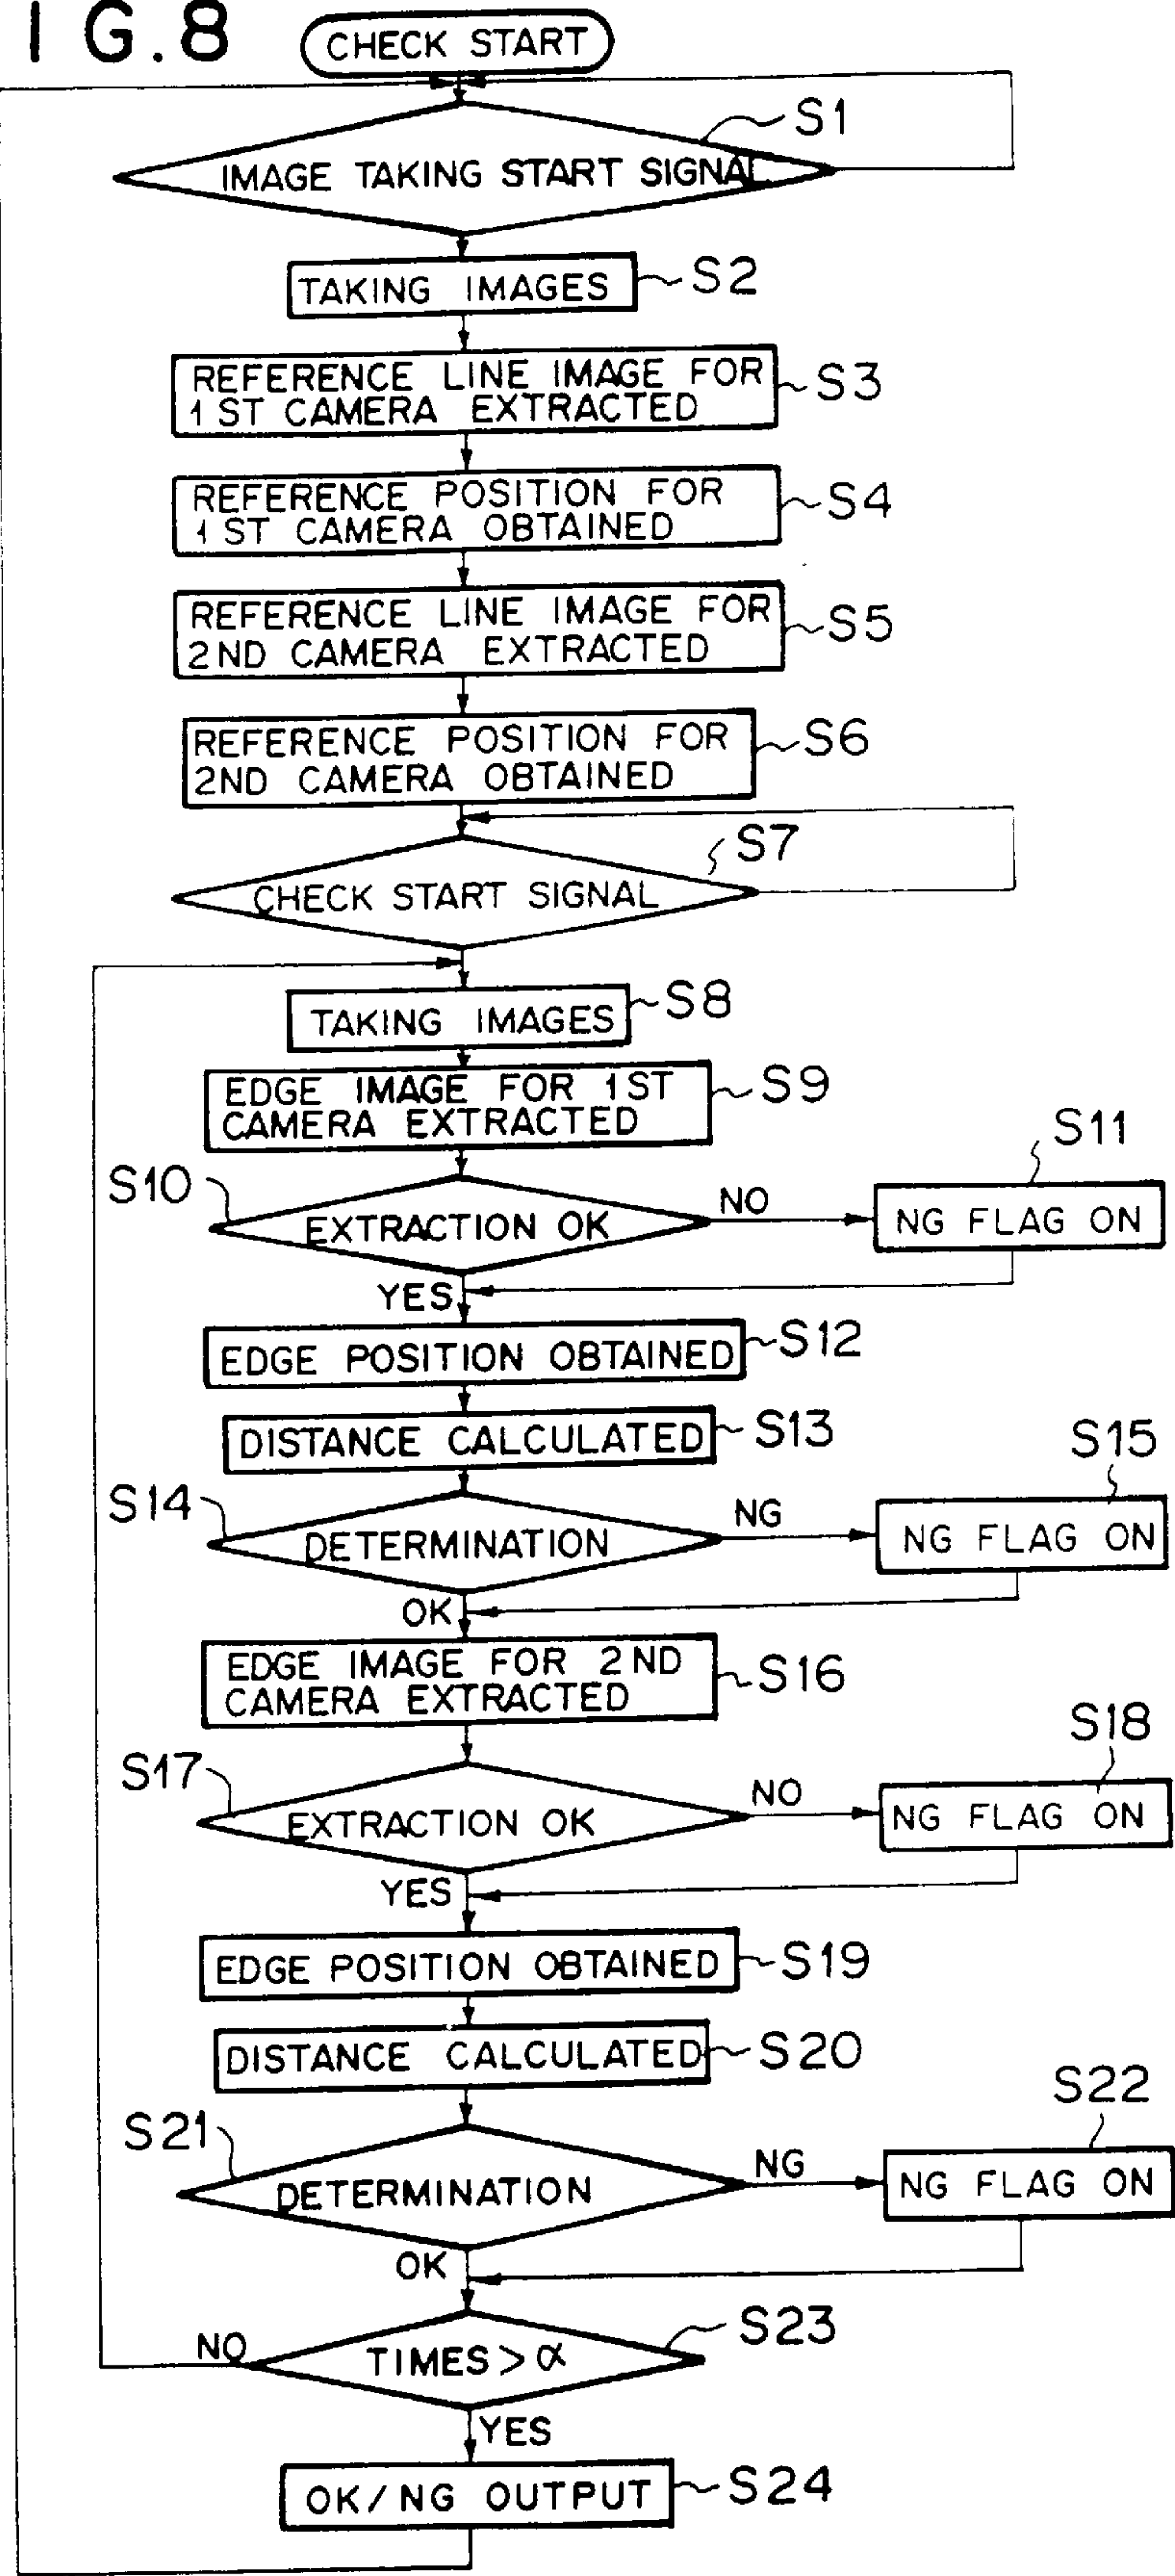 IG.8
CHECK START
S1
IMAGE TAKING START SIGNAL
TAKING IMAGES
S2
REFERENCE LINE IMAGE FOR
1ST CAMERA EXTRACTED
S3
REFERENCE POSITION FOR
1ST CAMERA OBTAINED
S4
REFERENCE LINE IMAGE FOR
2ND CAMERA EXTRACTED
S5
REFERENCE POSITION FOR
2ND CAMERA OBTAINED
S6
S7
CHECK START SIGNAL
TAKING IMAGES
S8
EDGE IMAGE FOR 1ST
CAMERA EXTRACTED
S9
S10
EXTRACTION OK
NO
S11
NG FLAG ON
YES
EDGE POSITION OBTAINED
S12
DISTANCE CALCULATED
S13
S14
DETERMINATION
NG
S15
NG FLAG ON
OK
EDGE IMAGE FOR 2ND
CAMERA EXTRACTED
S16
S17
EXTRACTION OK
NO
S18
NG FLAG ON
YES
EDGE POSITION OBTAINED
S19
DISTANCE CALCULATED
S20
S21
DETERMINATION
NG
S22
NG FLAG ON
OK
S23
NO
TIMES > α
YES
OK/NG OUTPUT
S24